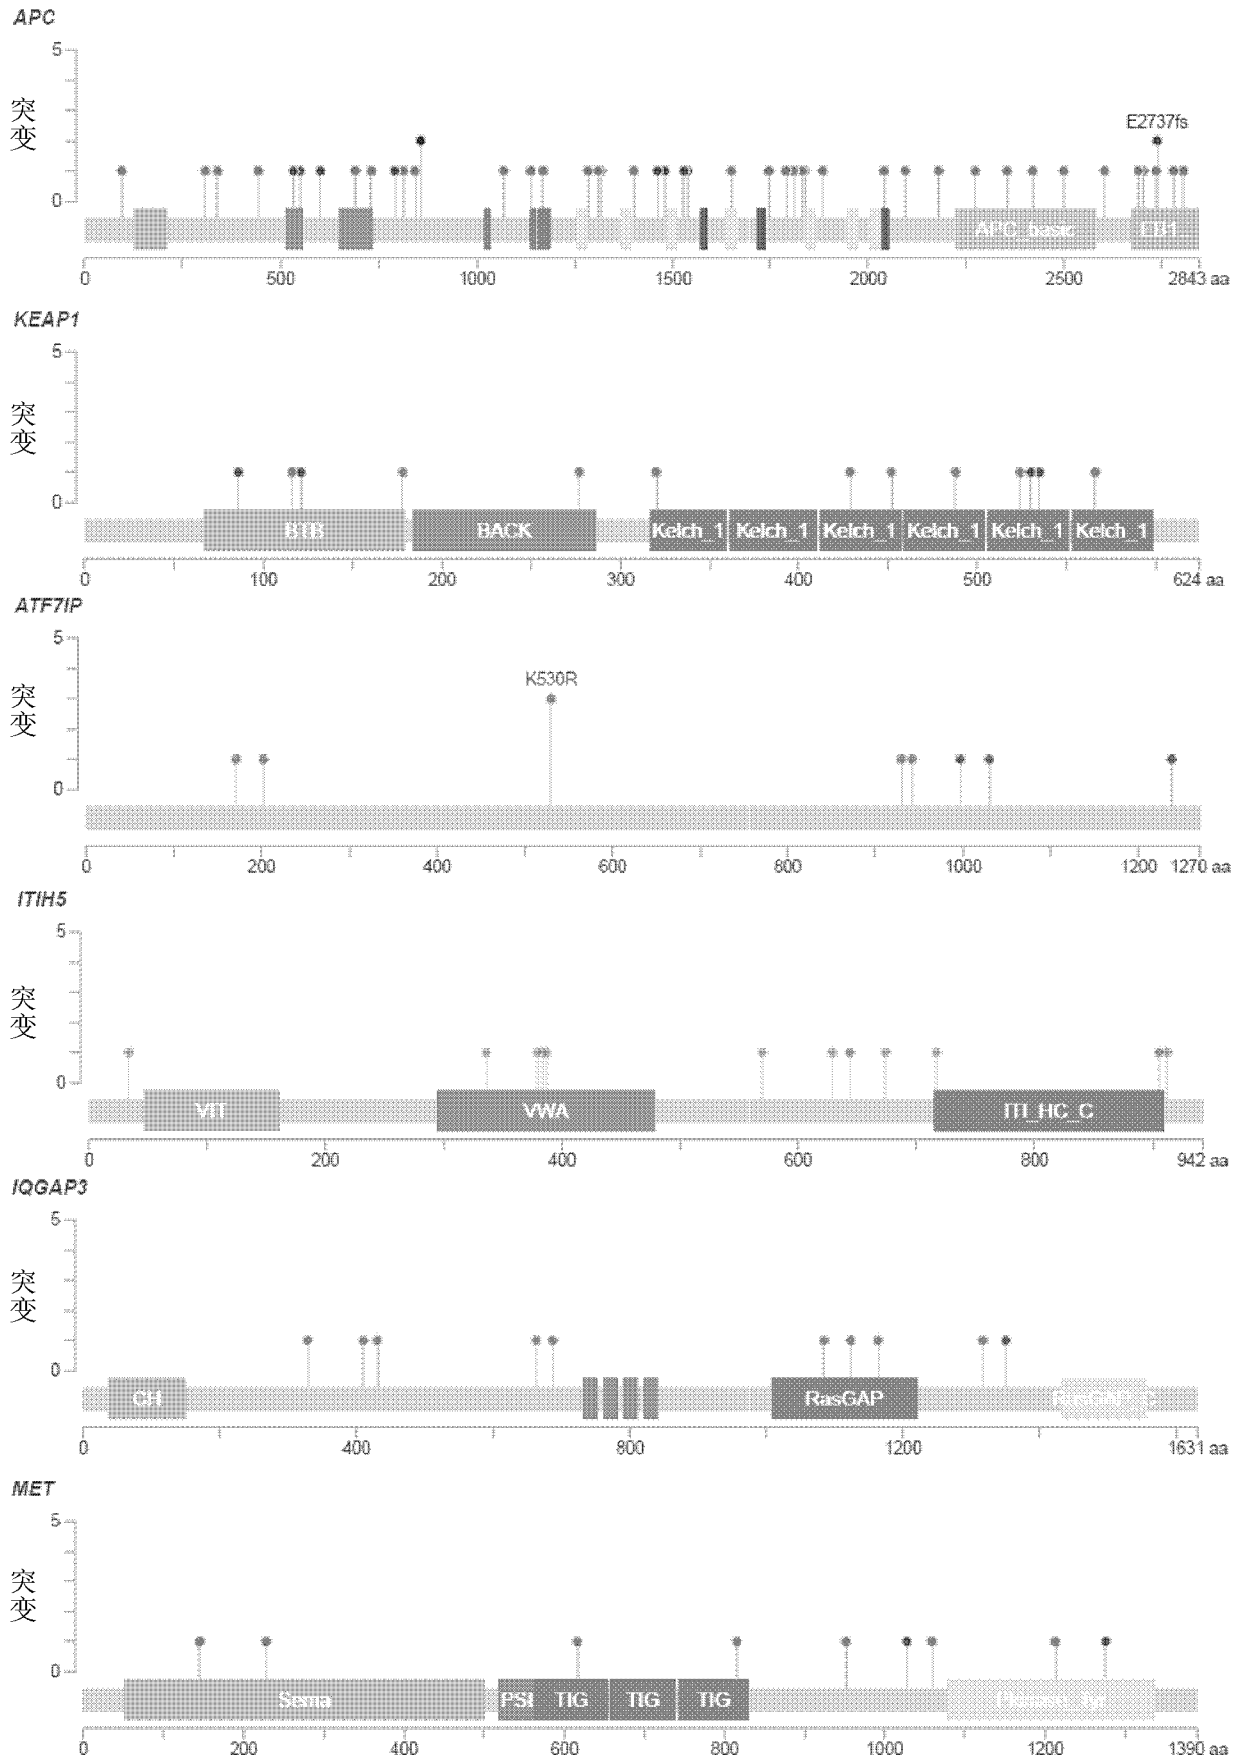 APC
5
突变
E2737fs
0
APC_basic
EB1_
0 500 1000 1500 2000 2500 2843 aa
KEAP1
5
突变
0
BTB BACK Kelch_1 Kelch_1 Kelch_1 Kelch_1 Kelch_1 Kelch_1
0 100 200 300 400 500 624 aa
ATF7IP
5
突变
K530R
0
0 200 400 600 800 1000 1200 1270 aa
ITIH5
5
突变
0
VIT VWA ITI_HC_C
0 200 400 600 800 942 aa
IQGAP3
5
突变
0
CH RasGAP
0 400 800 1200 1631 aa
MET
5
突变
0
Sema PSI TIG TIG TIG
0 200 400 600 800 1000 1200 1390 aa